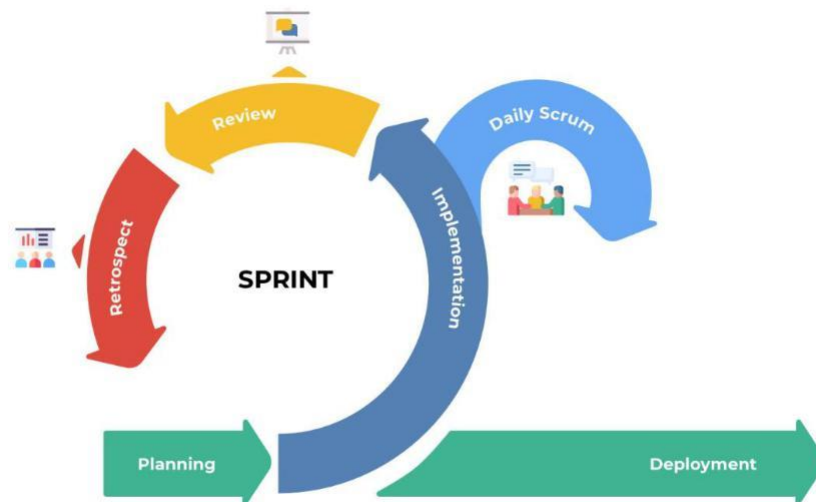 Review
Daily Scrum
Retrospect
SPRINT
Implementation
Planning
Deployment